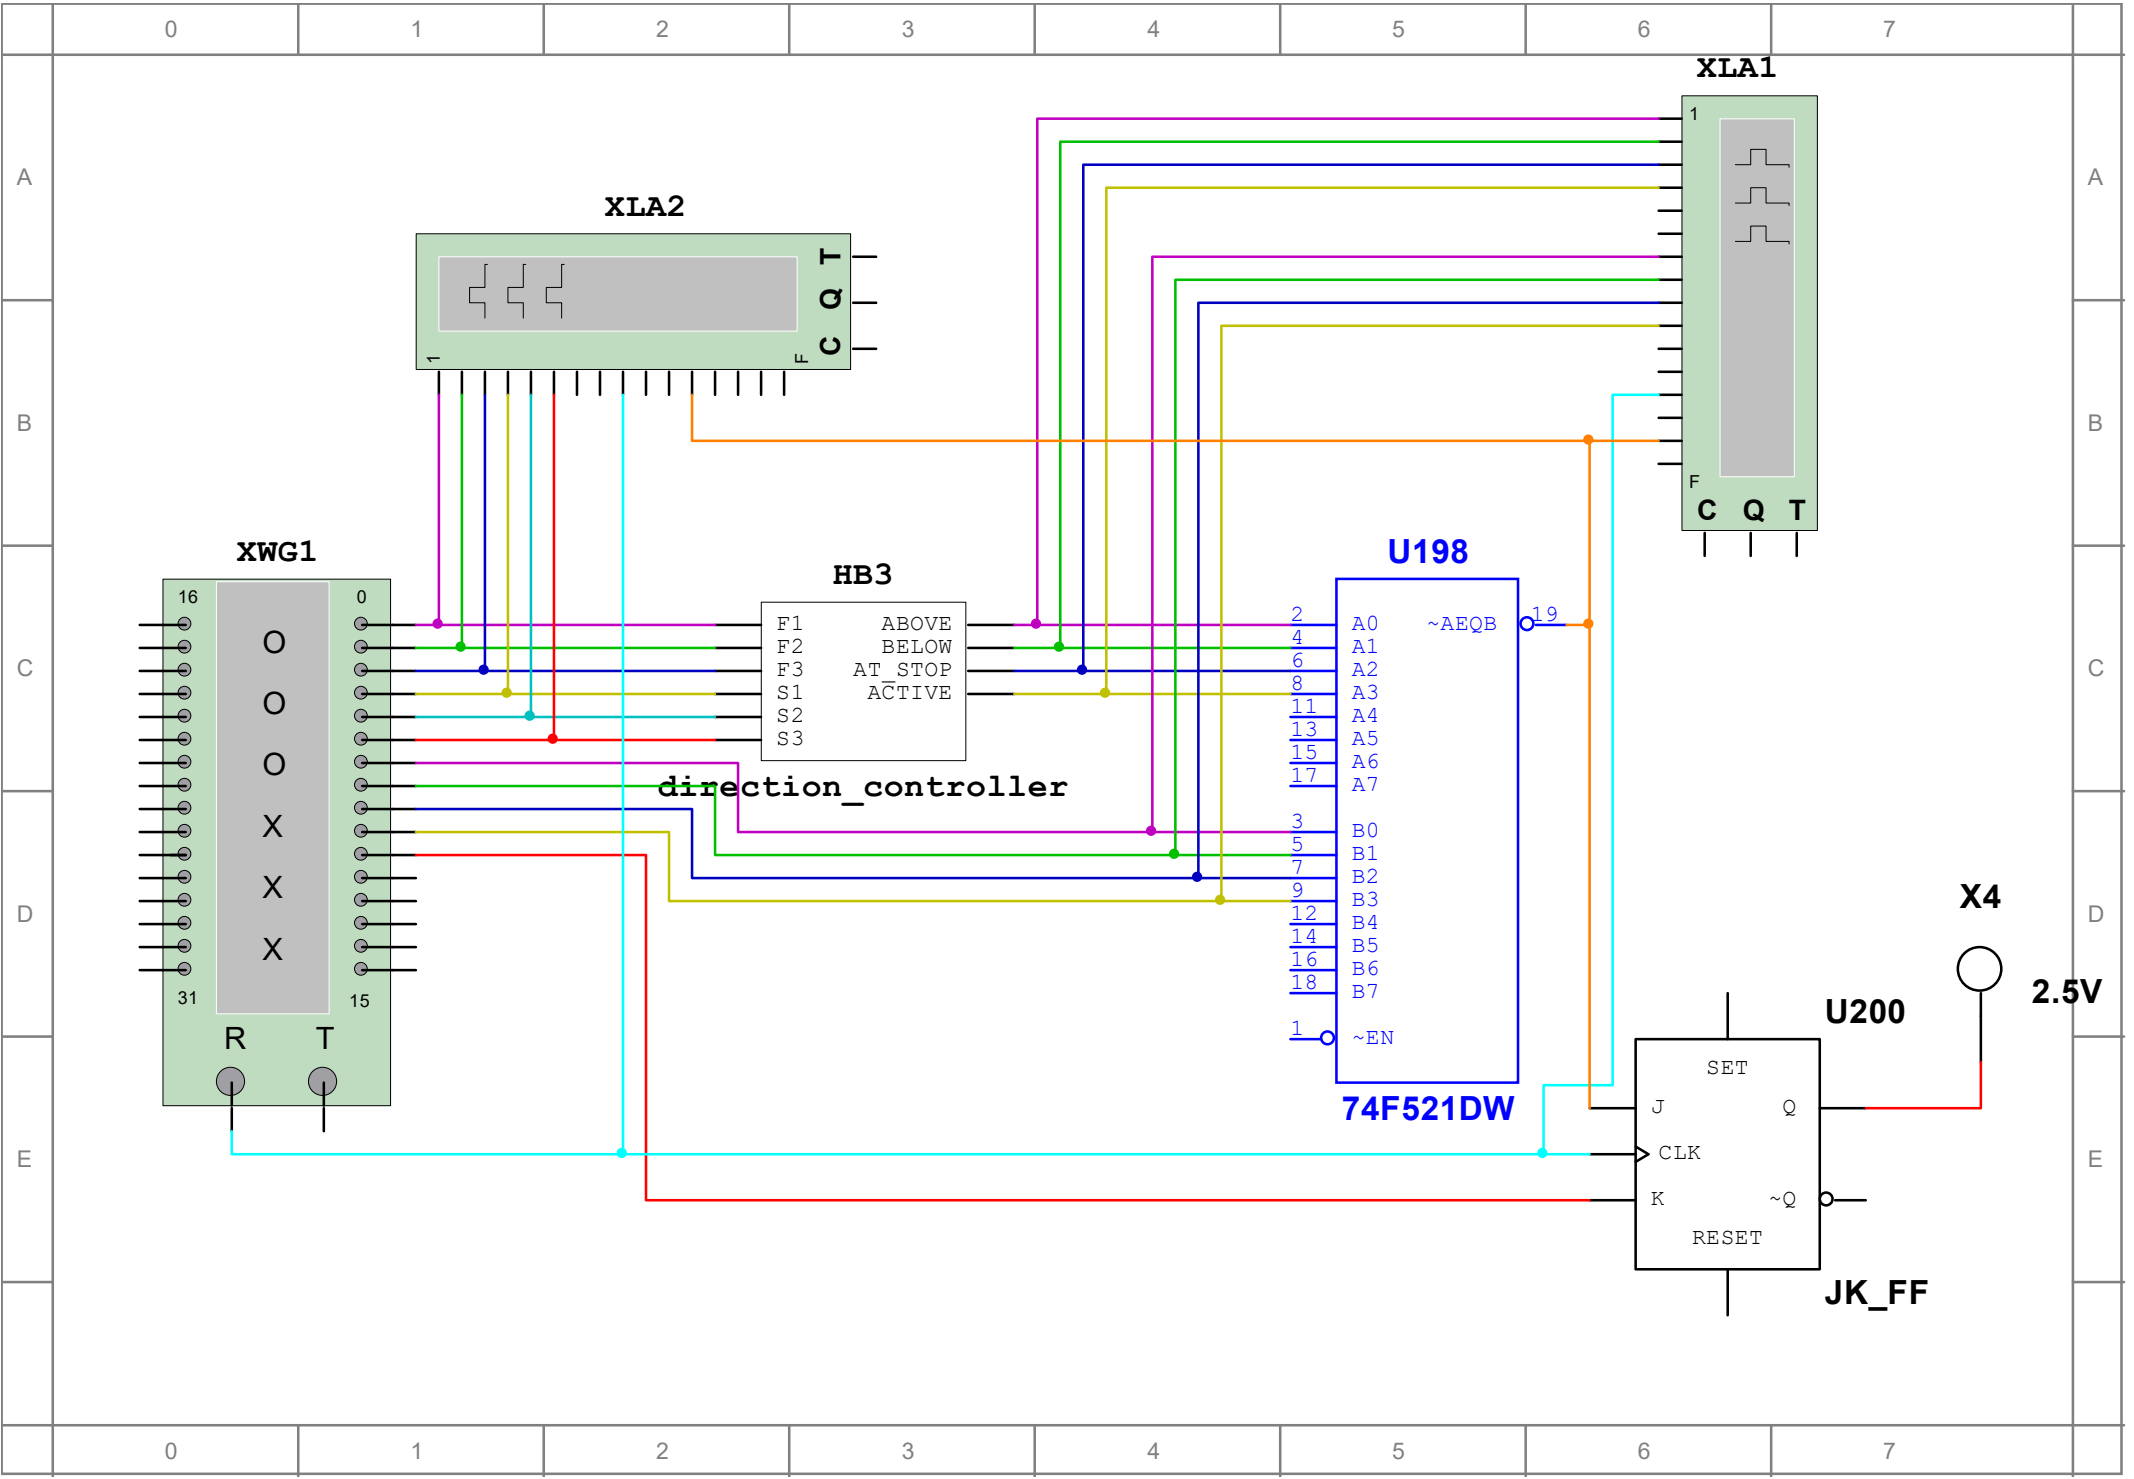 0 1 2 3 4 5 6 7
XLA1
1
A A
XLA2
T
Q
C
1 F
B B
F
C Q T
XWG1
HB3
U198
16 0
F1 ABOVE
F2 BELOW
F3 AT_STOP
S1 ACTIVE
S2
S3
direction_controller
2 A0 ~AEQB 19
4 A1
6 A2
8 A3
11 A4
13 A5
15 A6
17 A7
3 B0
5 B1
7 B2
9 B3
12 B4
14 B5
16 B6
18 B7
1 ~EN
74F521DW
C C
O
O
O
X
X
X
31 15
R T
D D
X4
2.5V
U200
SET
J Q
CLK
K ~Q
RESET
JK_FF
E E
0 1 2 3 4 5 6 7